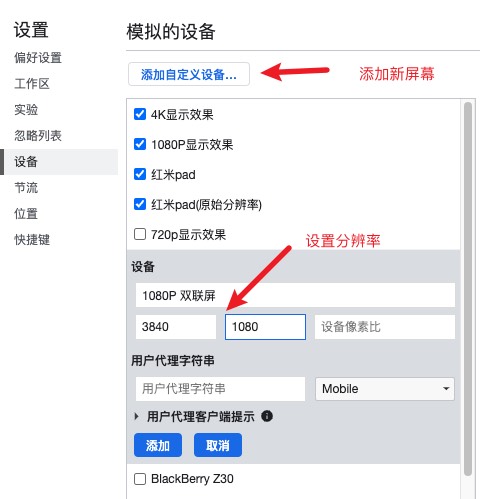 设置
偏好设置
工作区
实验
忽略列表
设备
节流
位置
快捷键
模拟的设备
添加自定义设备...
添加新屏幕
4K显示效果
1080P显示效果
红米pad
红米pad(原始分辨率)
720p显示效果
设置分辨率
设备
1080P 双联屏
3840
1080
设备像素比
用户代理字符串
用户代理字符串
Mobile
用户代理客户端提示
添加
取消
BlackBerry Z30